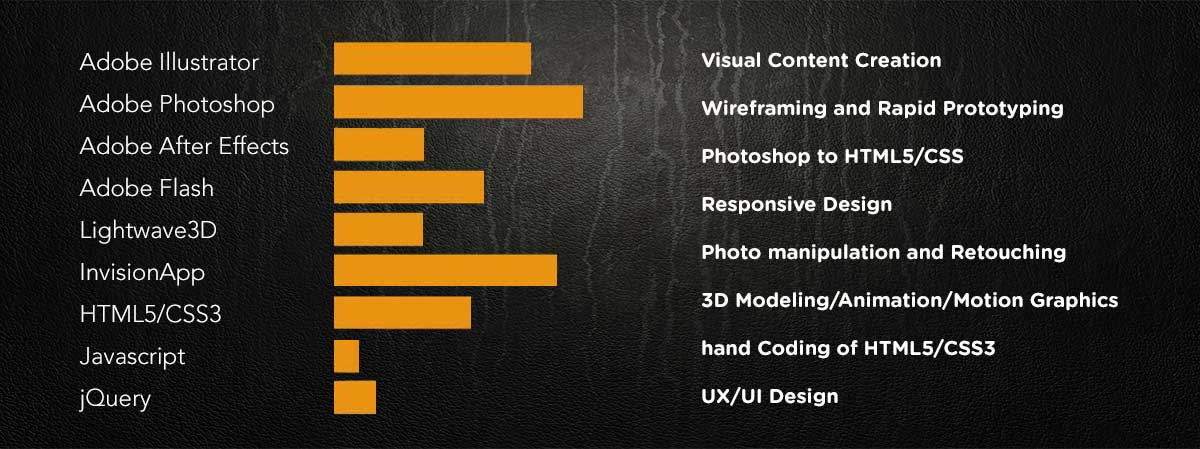 Adobe Illustrator
Adobe Photoshop
Adobe After Effects
Adobe Flash
Lightwave3D
InvisionApp
HTML5/CSS3
Javascript
jQuery
Visual Content Creation
Wireframing and Rapid Prototyping
Photoshop to HTML5/CSS
Responsive Design
Photo manipulation and Retouching
3D Modeling/Animation/Motion Graphics
hand Coding of HTML5/CSS3
UX/UI Design